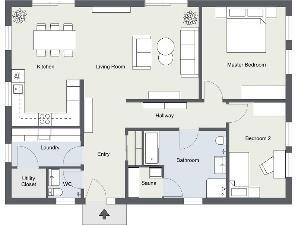 Kitchen
Living Room
Master Bedroom
Hallway
Laundry
Entry
Bathroom
Bedroom 2
Utility
Closet
WC
Sauna